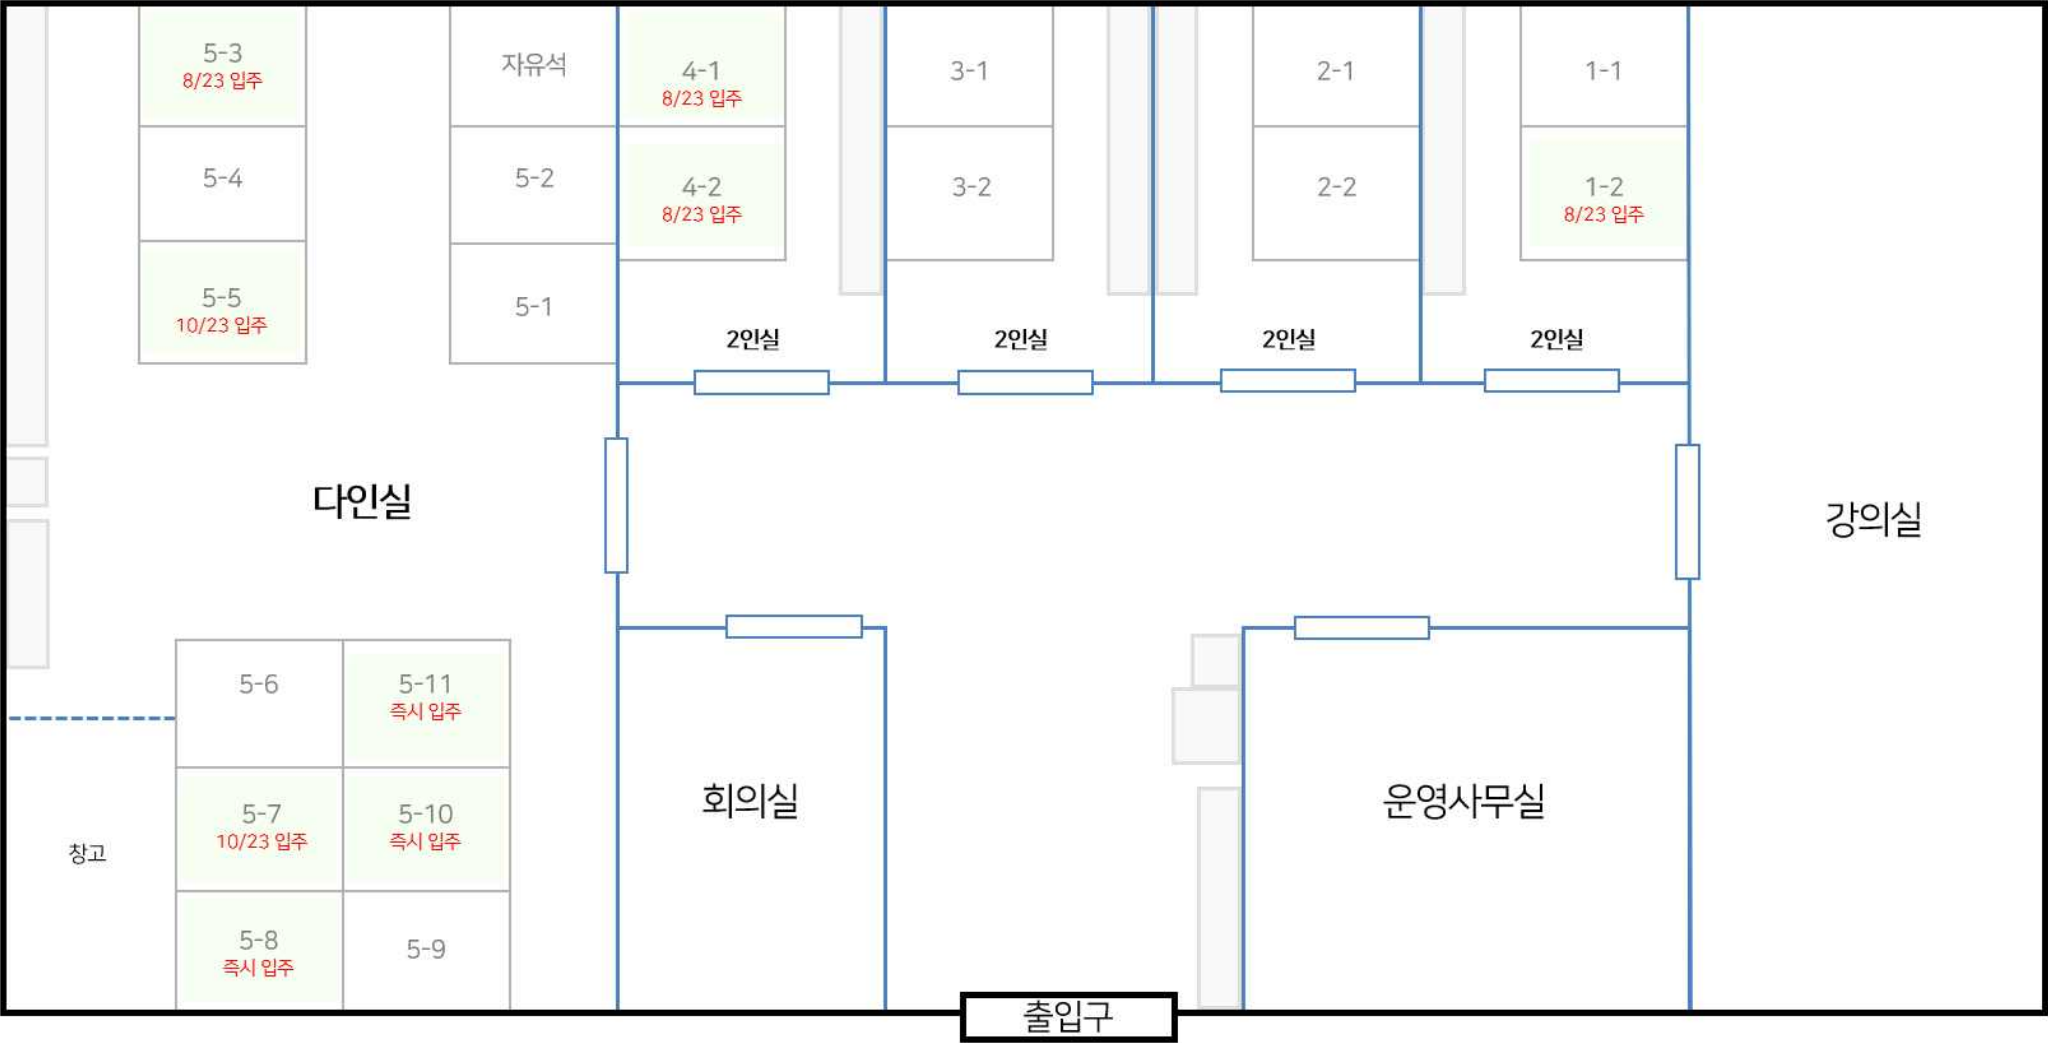 5-3
8/23 입주
자유석
4-1
8/23 입주
3-1
2-1
1-1
5-4
5-2
4-2
8/23 입주
3-2
2-2
1-2
8/23 입주
5-5
10/23 입주
5-1
2인실
2인실
2인실
2인실
다인실
강의실
5-6
5-11
즉시 입주
회의실
운영사무실
창고
5-7
10/23 입주
5-10
즉시 입주
5-8
즉시 입주
5-9
출입구